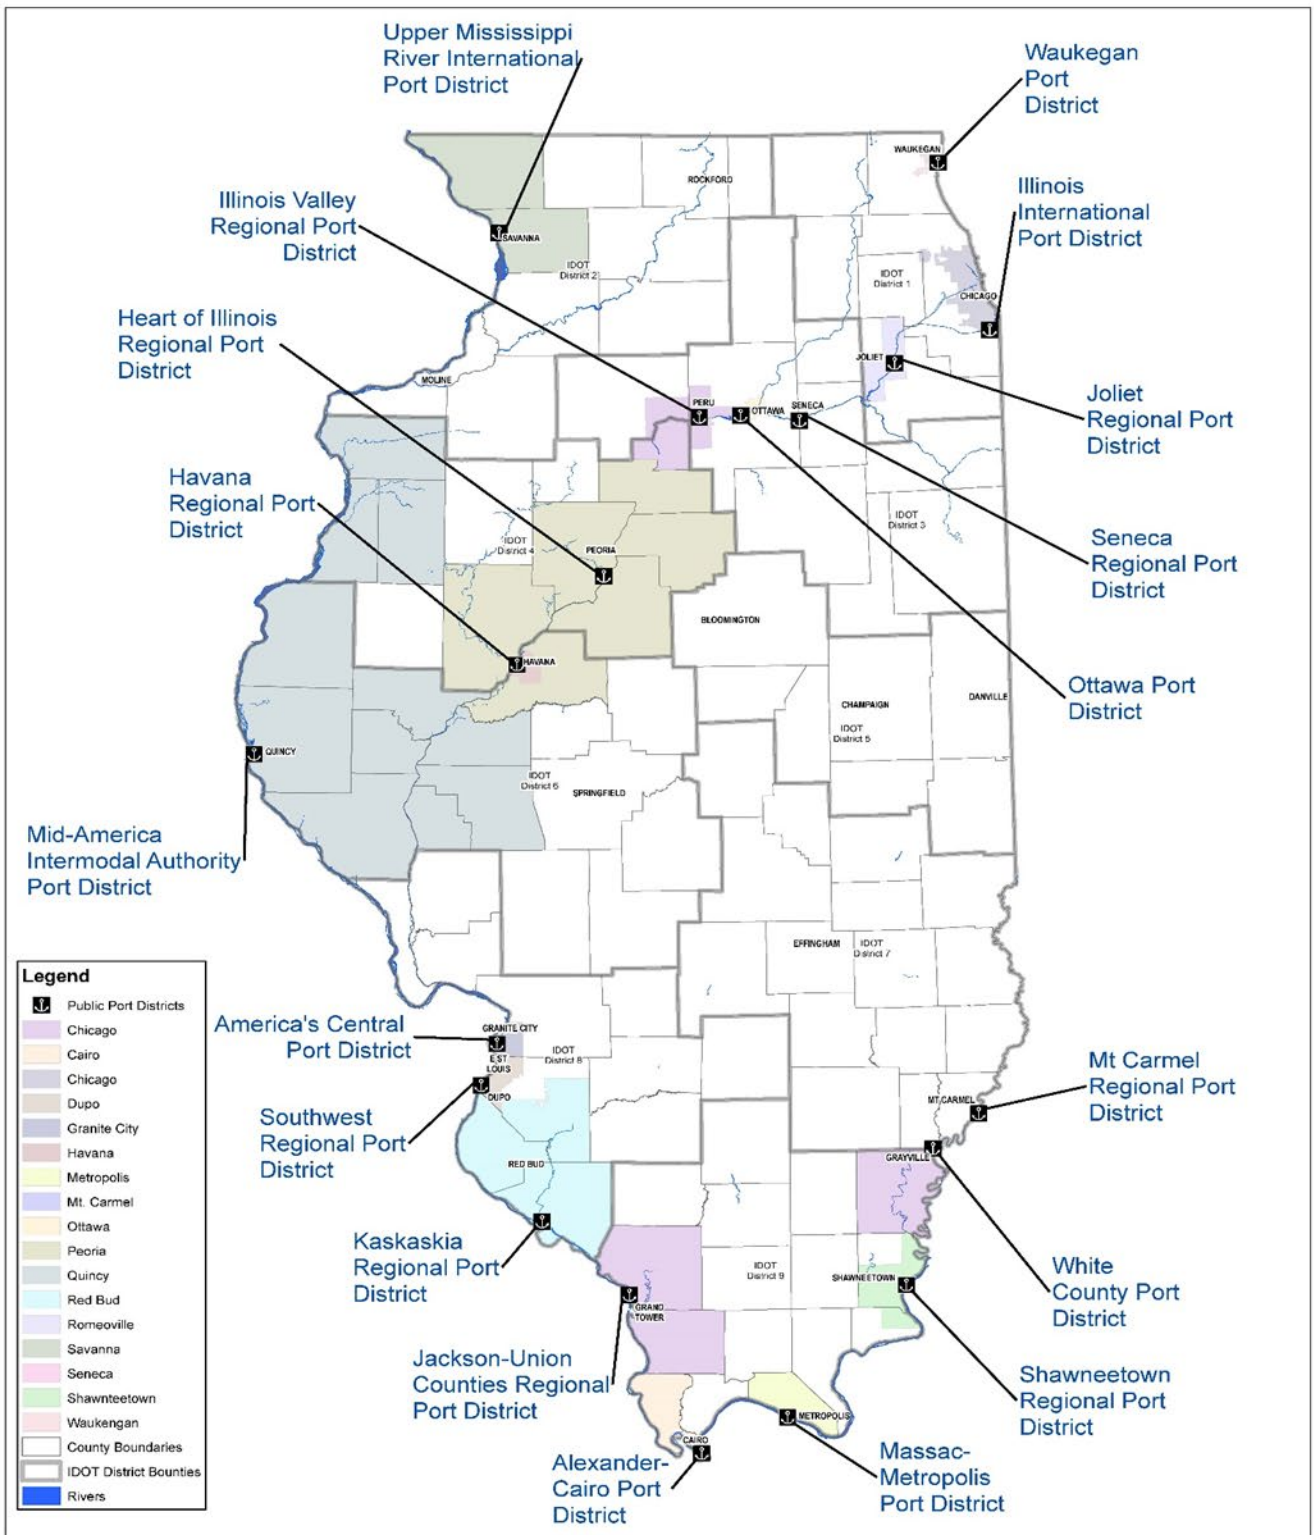 Upper Mississippi
River International
Port District
Waukegan
Port
District
WAUKEGAN
ROCKFORD
Illinois
International
Port District
Illinois Valley
Regional Port
District
SAVANNA
IDOT
District 2
IDOT
District 1
CHICAGO
Heart of Illinois
Regional Port
District
JOLIET
MOLINE
Joliet
Regional Port
District
PERU
OTTAWA
SENECA
Havana
Regional Port
District
IDOT
District 3
IDOT
District 4
PEORIA
Seneca
Regional Port
District
BLOOMINGTON
HAVANA
Ottawa Port
District
CHAMPAIGN
DANVILLE
IDOT
District 5
QUINCY
IDOT
District 6
SPRINGFIELD
Mid-America
Intermodal Authority
Port District
EFFINGHAM
IDOT
District 7
Legend
Public Port Districts
Chicago
Cairo
Chicago
Dupo
Granite City
Havana
Metropolis
Mt. Carmel
Ottawa
Peoria
Quincy
Red Bud
Romeoville
Savanna
Seneca
Shawnteetown
Waukengan
County Boundaries
IDOT District Bounties
Rivers
America's Central
Port District
GRANITE CITY
E ST
LOUIS
IDOT
District 8
DUPO
Mt Carmel
Regional Port
District
MT CARMEL
Southwest
Regional Port
District
GRAYVILLE
RED BUD
Kaskaskia
Regional Port
District
White
County Port
District
IDOT
District 9
SHAWNEETOWN
GRAND
TOWER
Jackson-Union
Counties Regional
Port District
Shawneetown
Regional Port
District
METROPOLIS
CAIRO
Alexander-
Cairo Port
District
Massac-
Metropolis
Port District